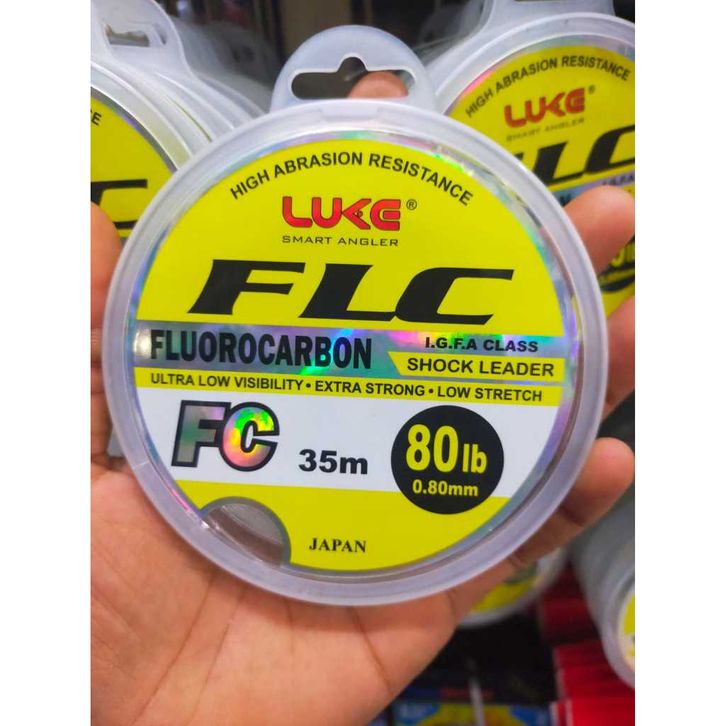 HIGH ABRASION RESISTANCE
LUKE®
SMART ANGLER
FLC
FLUOROCARBON
I.G.F.A CLASS
SHOCK LEADER
ULTRA LOW VISIBILITY • EXTRA STRONG • LOW STRETCH
FC
35m
80lb
0.80mm
JAPAN
HIGH ABRASION RESISTANCE
LUKE®
SMART ANGLER
FLC
I.G.F.A